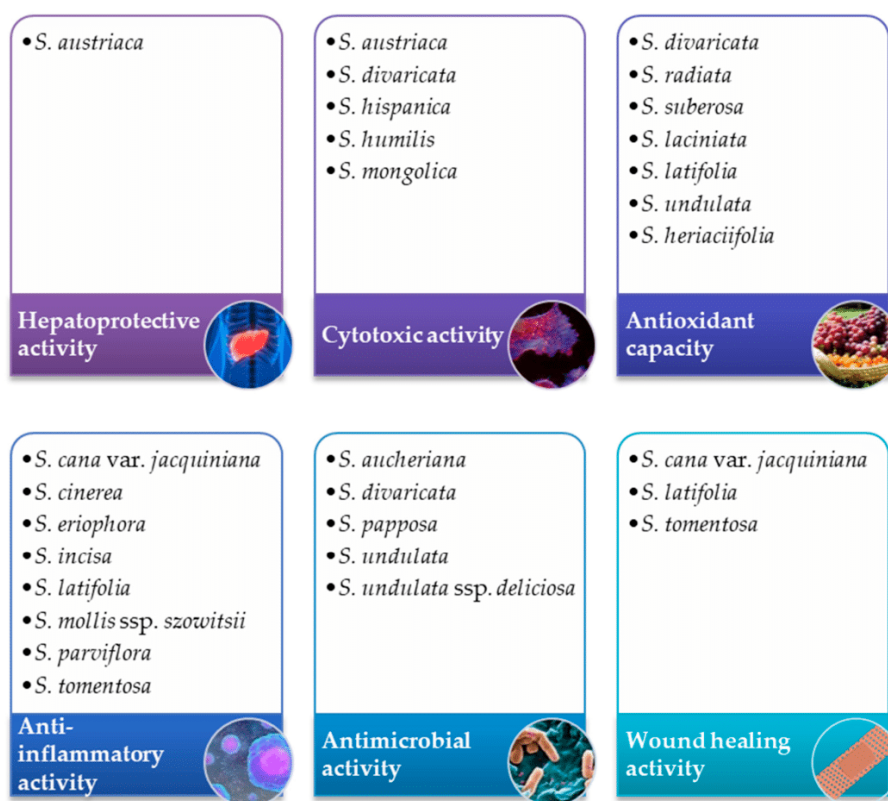 • S. austriaca
Hepatoprotective
activity
• S. austriaca
• S. divaricata
• S. hispanica
• S. humilis
• S. mongolica
Cytotoxic activity
• S. divaricata
• S. radiata
• S. suberosa
• S. laciniata
• S. latifolia
• S. undulata
• S. heriaciifolia
Antioxidant
capacity
• S. cana var. jacquiniana
• S. cinerea
• S. eriophora
• S. incisa
• S. latifolia
• S. mollis ssp. szowitsii
• S. parviflora
• S. tomentosa
Anti-
inflammatory
activity
• S. aucheriana
• S. divaricata
• S. papposa
• S. undulata
• S. undulata ssp. deliciosa
Antimicrobial
activity
• S. cana var. jacquiniana
• S. latifolia
• S. tomentosa
Wound healing
activity